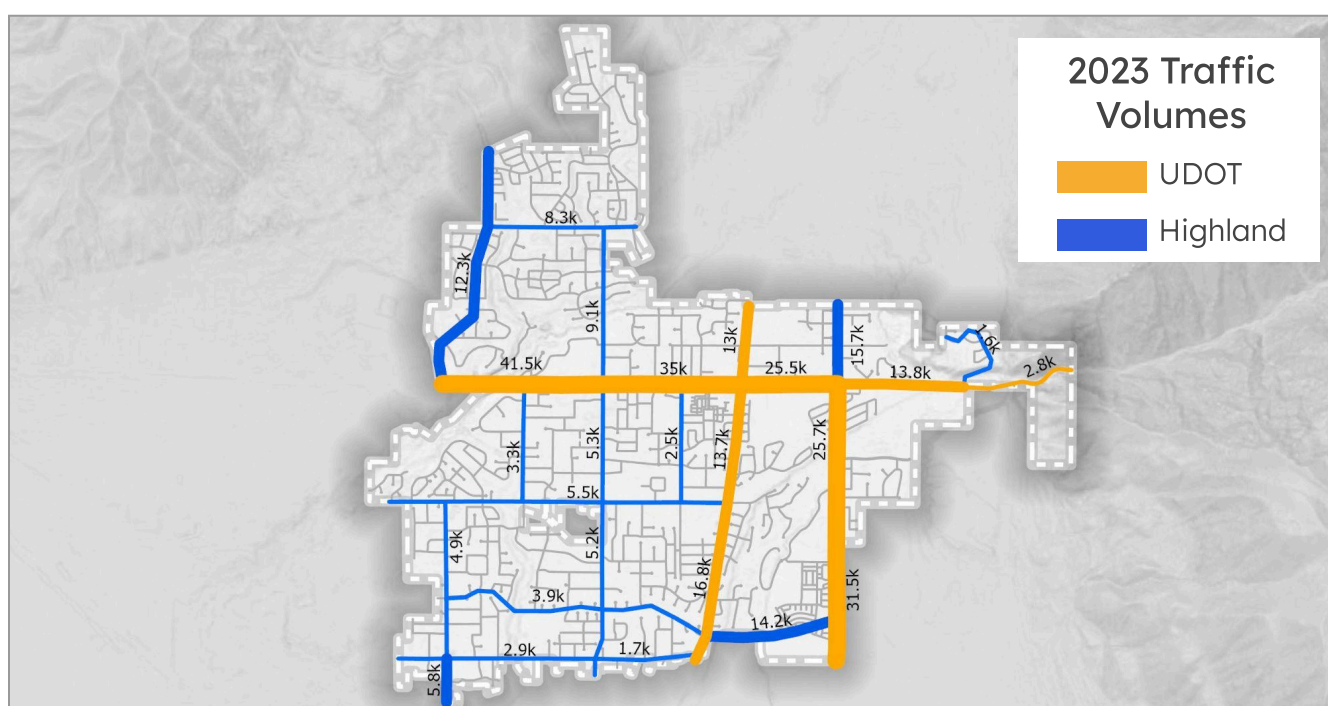 2023 Traffic
Volumes
UDOT
Highland
8.3k
12.3k
9.1k
13k
15.7k
1.6k
41.5k
35k
25.5k
13.8k
2.8k
3.3k
5.3k
2.5k
13.7k
25.7k
5.5k
4.9k
5.2k
16.8k
31.5k
3.9k
14.2k
2.9k
1.7k
5.8k